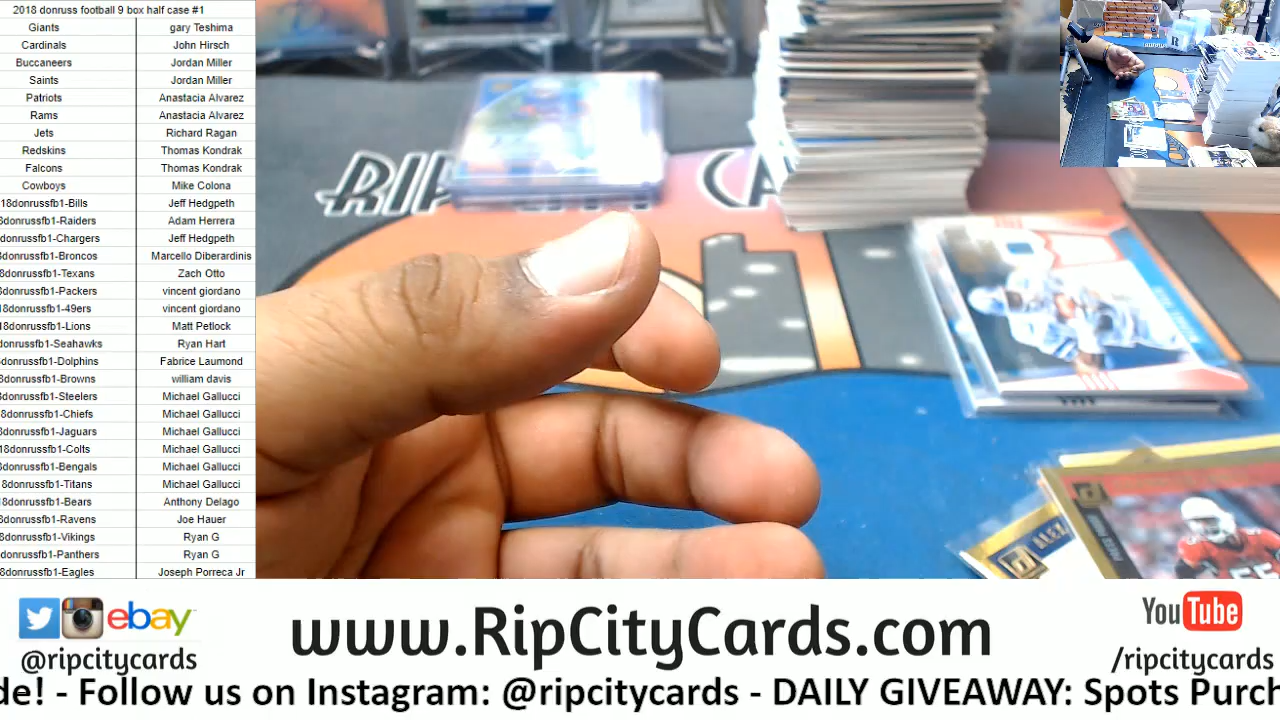 2018 donruss football 9 box half case #1
Giants gary Teshima
Cardinals John Hirsch
Buccaneers Jordan Miller
Saints Jordan Miller
Patriots Anastacia Alvarez
Rams Anastacia Alvarez
Jets Richard Ragan
Redskins Thomas Kondrak
Falcons Thomas Kondrak
Cowboys Mike Colona
18donrussfb1-Bills Jeff Hedgpeth
8donrussfb1-Raiders Adam Herrera
donrussfb1-Chargers Jeff Hedgpeth
donrussfb1-Broncos Marcello Diberardinis
8donrussfb1-Texans Zach Otto
donrussfb1-Packers vincent giordano
18donrussfb1-49ers vincent giordano
18donrussfb1-Lions Matt Petlock
onrussfb1-Seahawks Ryan Hart
donrussfb1-Dolphins Fabrice Laumond
8donrussfb1-Browns william davis
donrussfb1-Steelers Michael Gallucci
8donrussfb1-Chiefs Michael Gallucci
donrussfb1-Jaguars Michael Gallucci
18donrussfb1-Colts Michael Gallucci
donrussfb1-Bengals Michael Gallucci
18donrussfb1-Titans Michael Gallucci
8donrussfb1-Bears Anthony Delago
8donrussfb1-Ravens Joe Hauer
8donrussfb1-Vikings Ryan G
donrussfb1-Panthers Ryan G
8donrussfb1-Eagles Joseph Porreca Jr
RIP CA
ebay
@ripcitycards
www.RipCityCards.com
YouTube
/ripcitycards
de! - Follow us on Instagram: @ripcitycards - DAILY GIVEAWAY: Spots Purch